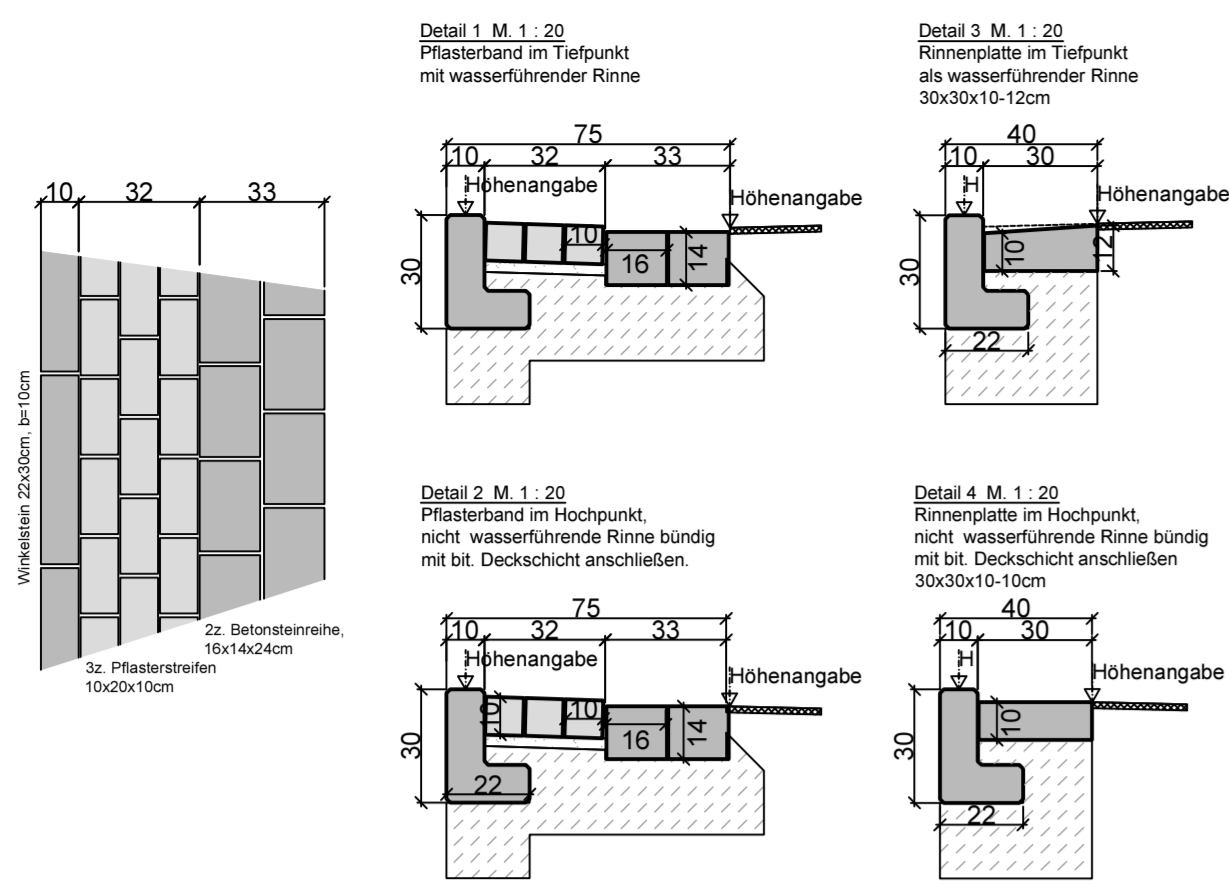 Detail 1 M. 1 : 20
Pflasterband im Tiefpunkt
mit wasserführender Rinne
75
10 32 33
Höhenangabe
H
Höhenangabe
30
10
16
14
Detail 3 M. 1 : 20
Rinnenplatte im Tiefpunkt
als wasserführender Rinne
30x30x10-12cm
40
10 30
H
Höhenangabe
30
10
12
22
10 32 33
Winkelstein 22x30cm, b=10cm
2z. Betonsteinreihe,
16x14x24cm
3z. Pflasterstreifen
10x20x10cm
Detail 2 M. 1 : 20
Pflasterband im Hochpunkt,
nicht wasserführende Rinne bündig
mit bit. Deckschicht anschließen.
75
10 32 33
Höhenangabe
H
Höhenangabe
30
10
10
16
14
22
Detail 4 M. 1 : 20
Rinnenplatte im Hochpunkt,
nicht wasserführende Rinne bündig
mit bit. Deckschicht anschließen
30x30x10-10cm
40
10 30
H
Höhenangabe
30
10
22